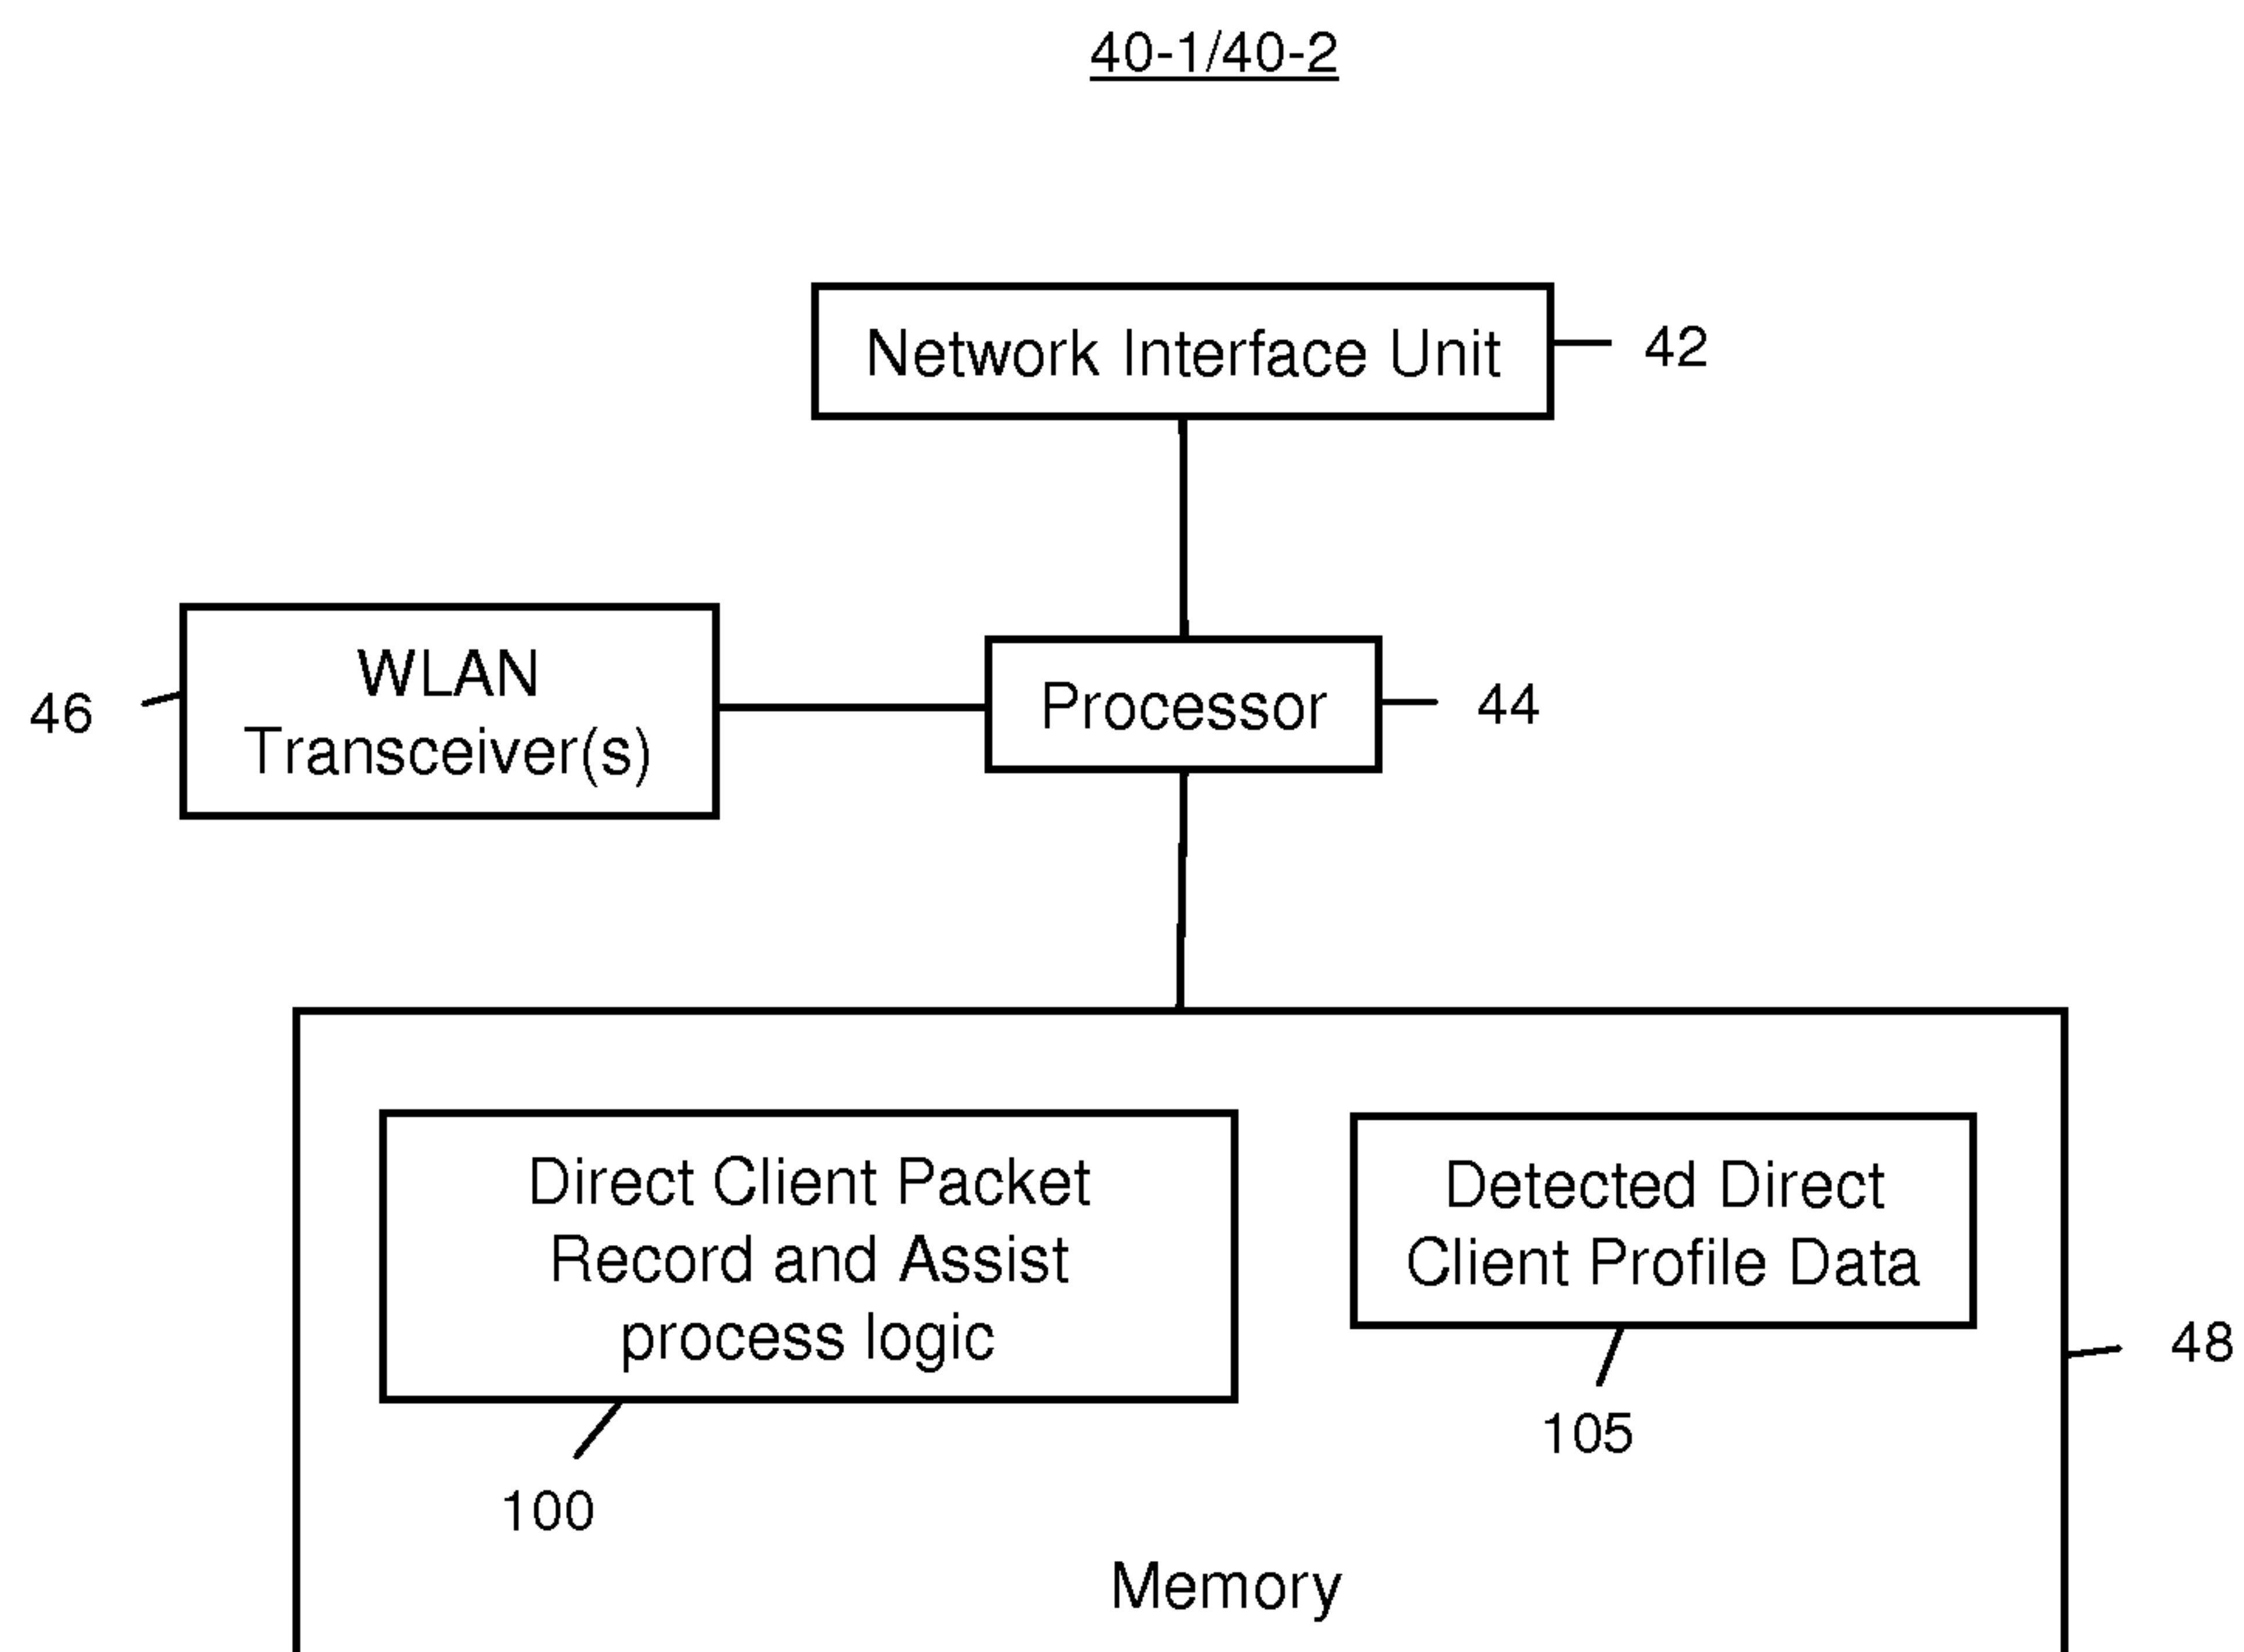 40-1/40-2
Network Interface Unit
42
WLAN
Transceiver(s)
46
Processor
44
Direct Client Packet
Record and Assist
process logic
100
Detected Direct
Client Profile Data
105
48
Memory